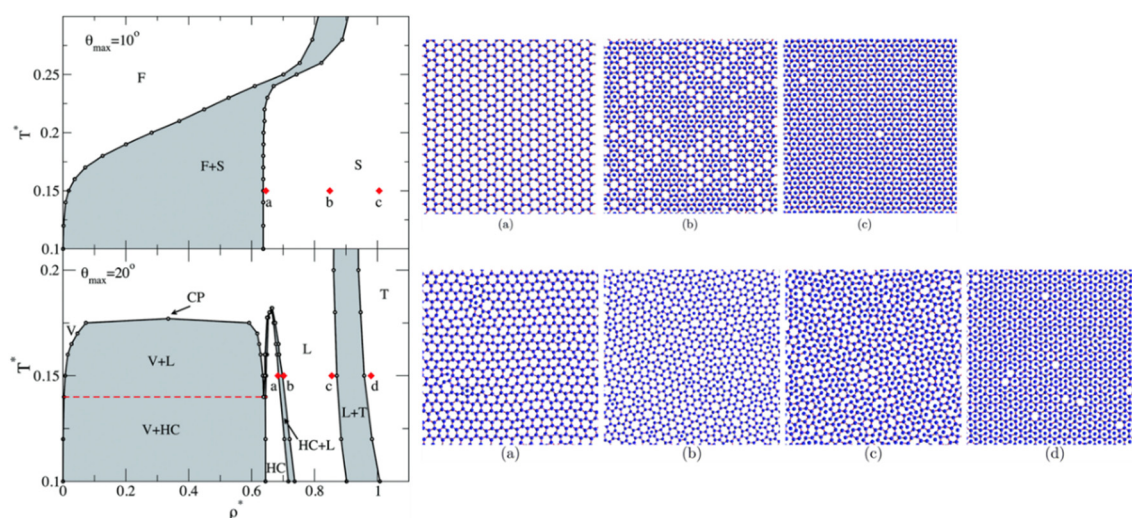 θmax=10°
F
0.25
T*
0.2
F+S
S
0.15
a
b
c
0.1
θmax=20°
0.2
CP
T
V
T*
V+L
L
0.15
a
b
c
d
L+T
V+HC
HC+L
HC
0.1
0
0.2
0.4
0.6
0.8
1
ρ*
(a)
(b)
(c)
(a)
(b)
(c)
(d)